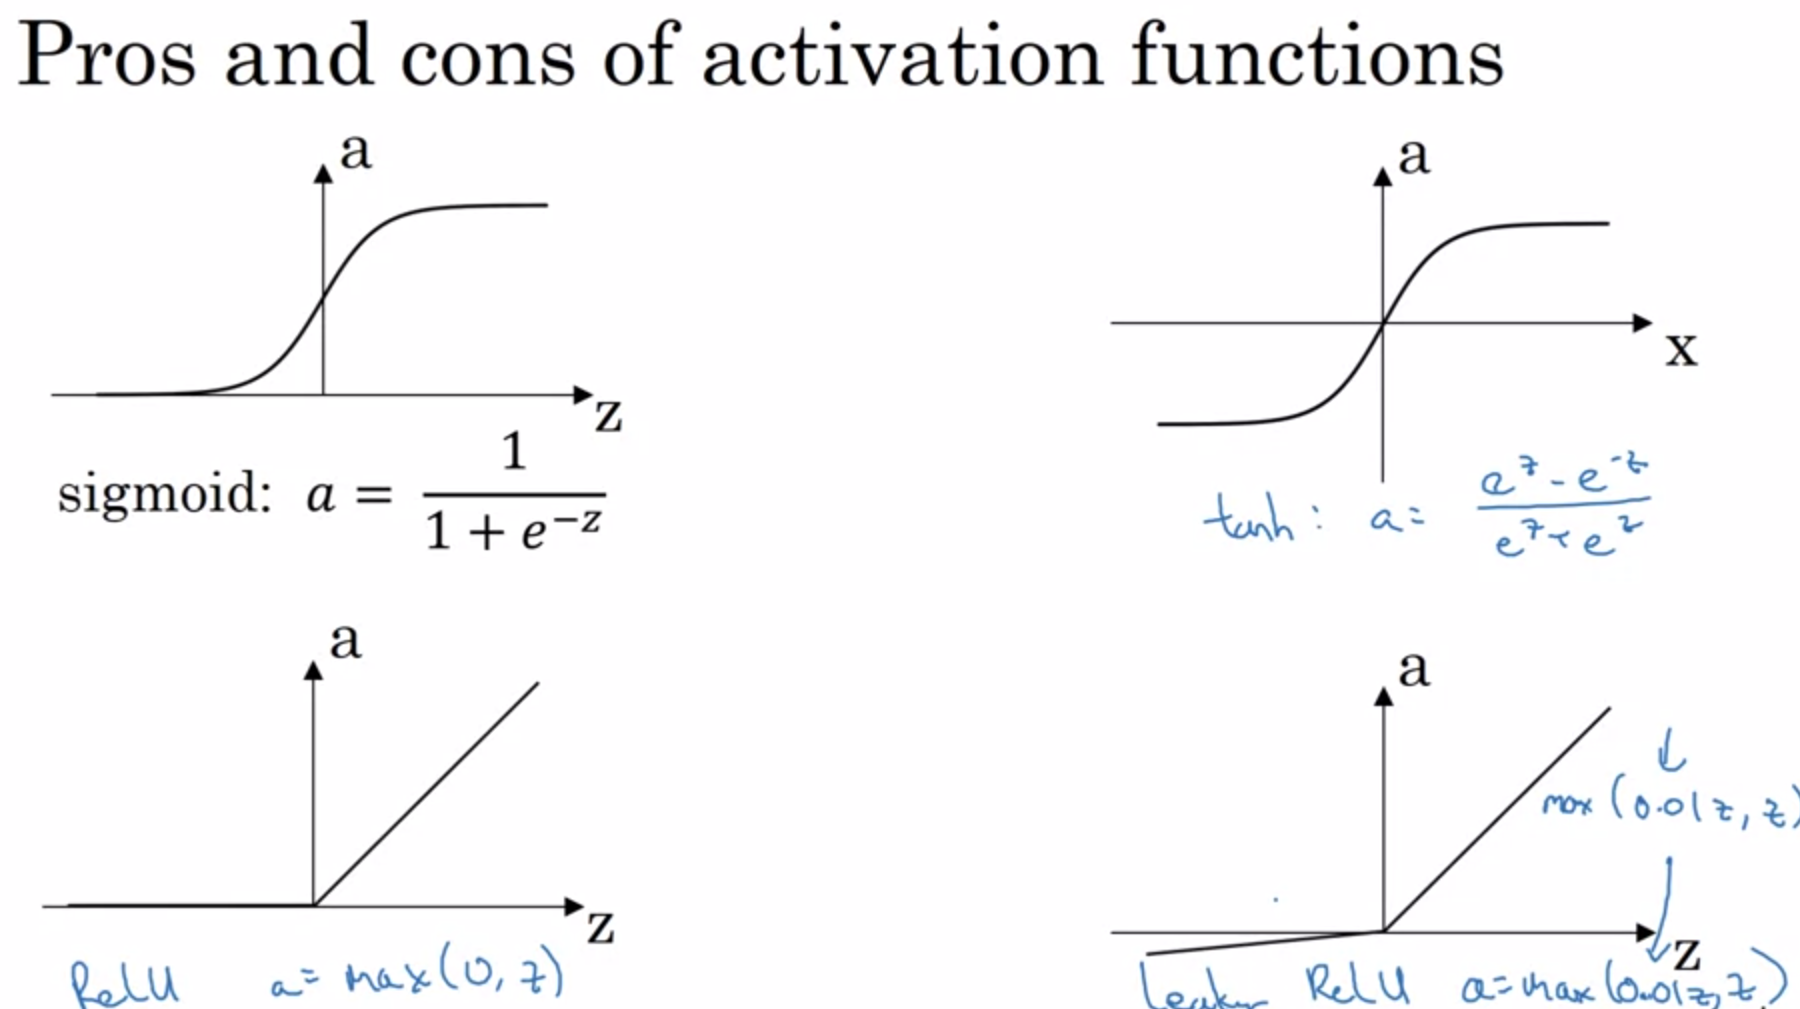 Pros and cons of activation functions
a
z
sigmoid: a = 1 / (1 + e^{-z})
a
x
tanh: a = (e^z - e^{-z}) / (e^z + e^z)
a
z
ReLU a = max(0, z)
a
max(0.01z, z)
z
Leaky ReLU a = max(0.01z, z)